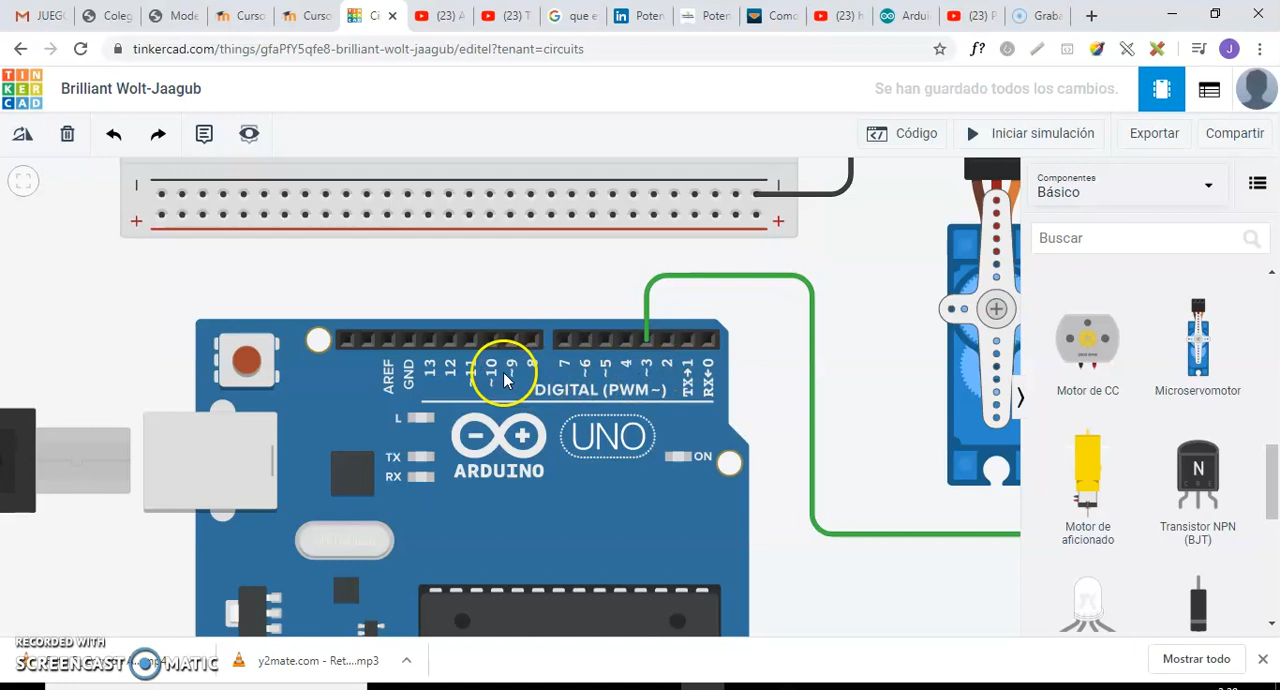 JUEGO
Coleg
Mode
Curso
Curso
Ci
(23) A
(23) T
que e
Poten
Poten
Como
(23) h
Ardui
(23) P
Graba
tinkercad.com/things/gfaPfY5qfe8-brilliant-wolt-jaagub/editel?tenant=circuits
f?
J
TIN
KER
CAD
Brilliant Wolt-Jaagub
Se han guardado todos los cambios.
Código
Iniciar simulación
Exportar
Compartir
Componentes
Básico
Buscar
AREF
GND
13
12
~11
~10
~9
8
7
~6
~5
4
~3
2
TX→1
RX←0
DIGITAL (PWM~)
L
TX
RX
UNO
ON
ARDUINO
Motor de CC
Microservomotor
N
Motor de
aficionado
Transistor NPN
(BJT)
RECORDED WITH
SCREENCAST MATIC
y2mate.com - Ret....mp3
Mostrar todo